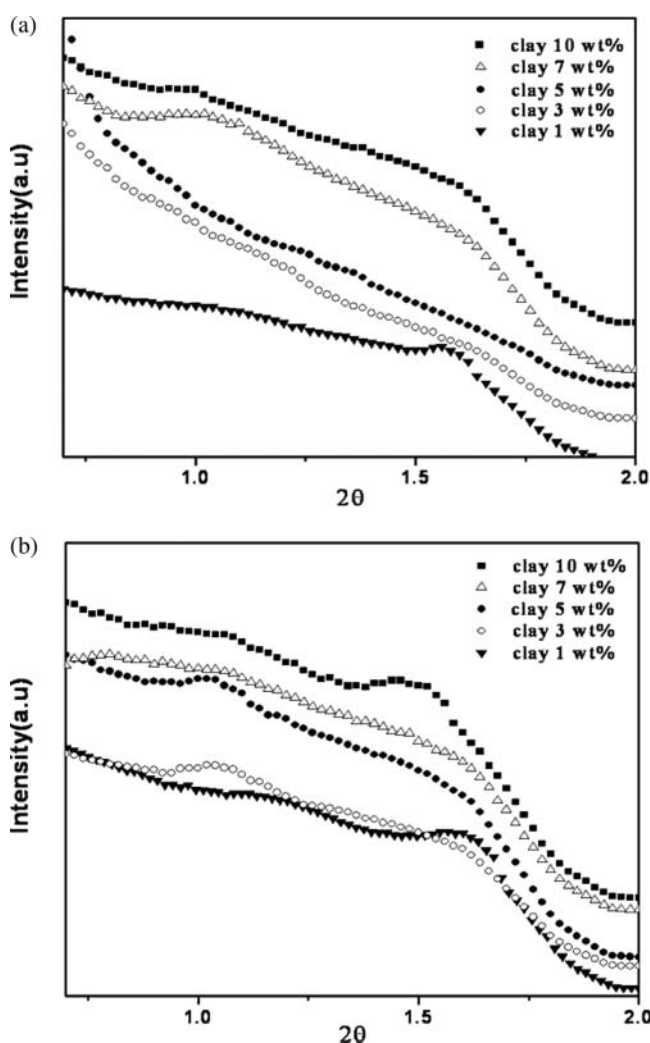 (a)
clay 10 wt%
clay 7 wt%
clay 5 wt%
clay 3 wt%
clay 1 wt%
Intensity(a.u)
1.0 1.5 2.0
2θ
(b)
clay 10 wt%
clay 7 wt%
clay 5 wt%
clay 3 wt%
clay 1 wt%
Intensity(a.u)
1.0 1.5 2.0
2θ